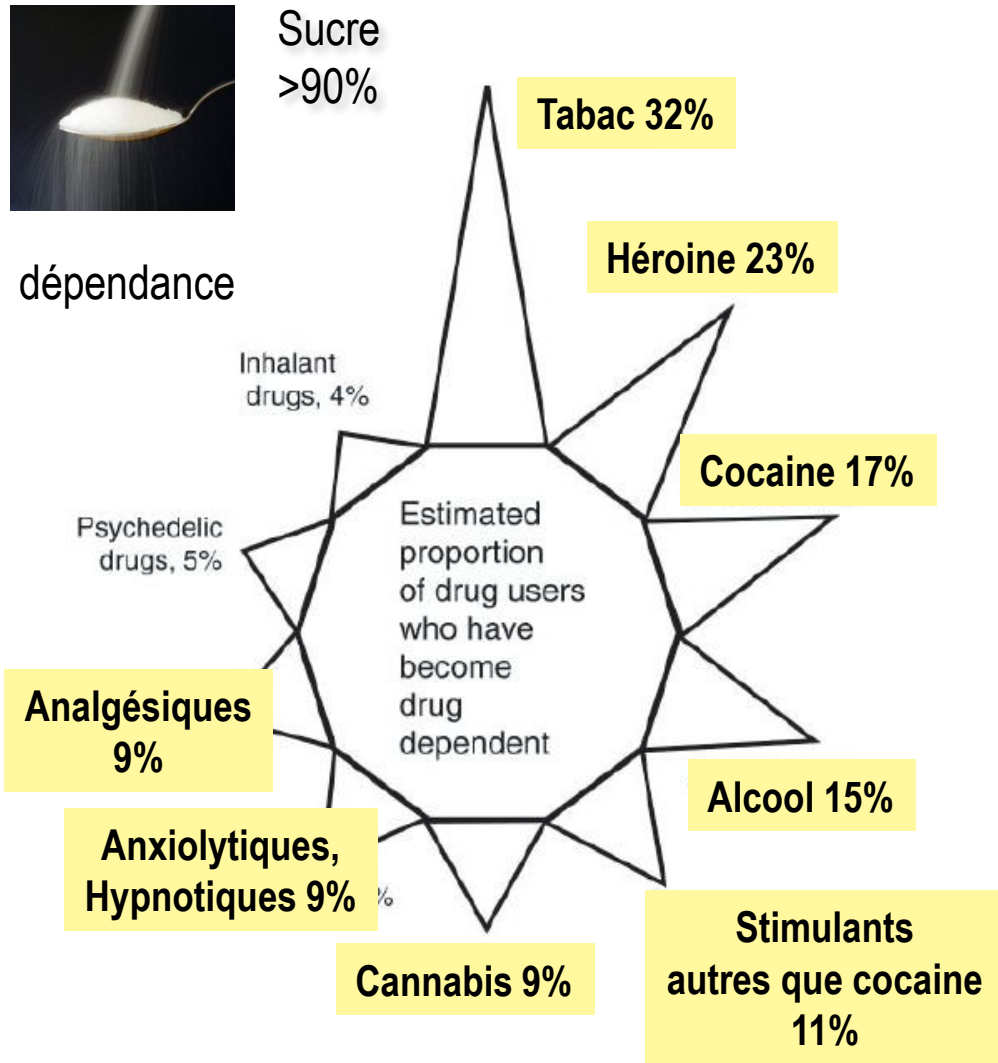 Sucre
>90%
Tabac 32%
Héroine 23%
dépendance
Inhalant
drugs, 4%
Cocaine 17%
Psychedelic
drugs, 5%
Estimated
proportion
of drug users
who have
become
drug
dependent
Analgésiques
9%
Alcool 15%
Anxiolytiques,
Hypnotiques 9%
%
Cannabis 9%
Stimulants
autres que cocaine
11%